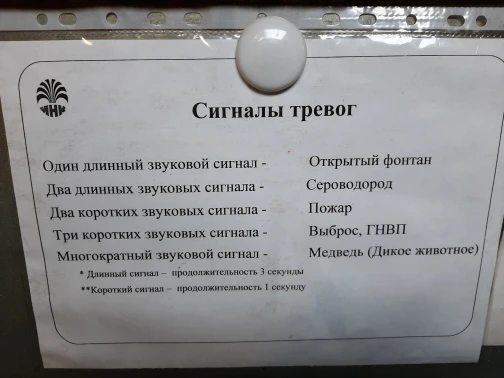 МНК
Сигналы тревог
Один длинный звуковой сигнал - Открытый фонтан
Два длинных звуковых сигнала - Сероводород
Два коротких звуковых сигнала - Пожар
Три коротких звуковых сигнала - Выброс, ГНВП
Многократный звуковой сигнал - Медведь (Дикое животное)
* Длинный сигнал – продолжительность 3 секунды
**Короткий сигнал – продолжительность 1 секунду